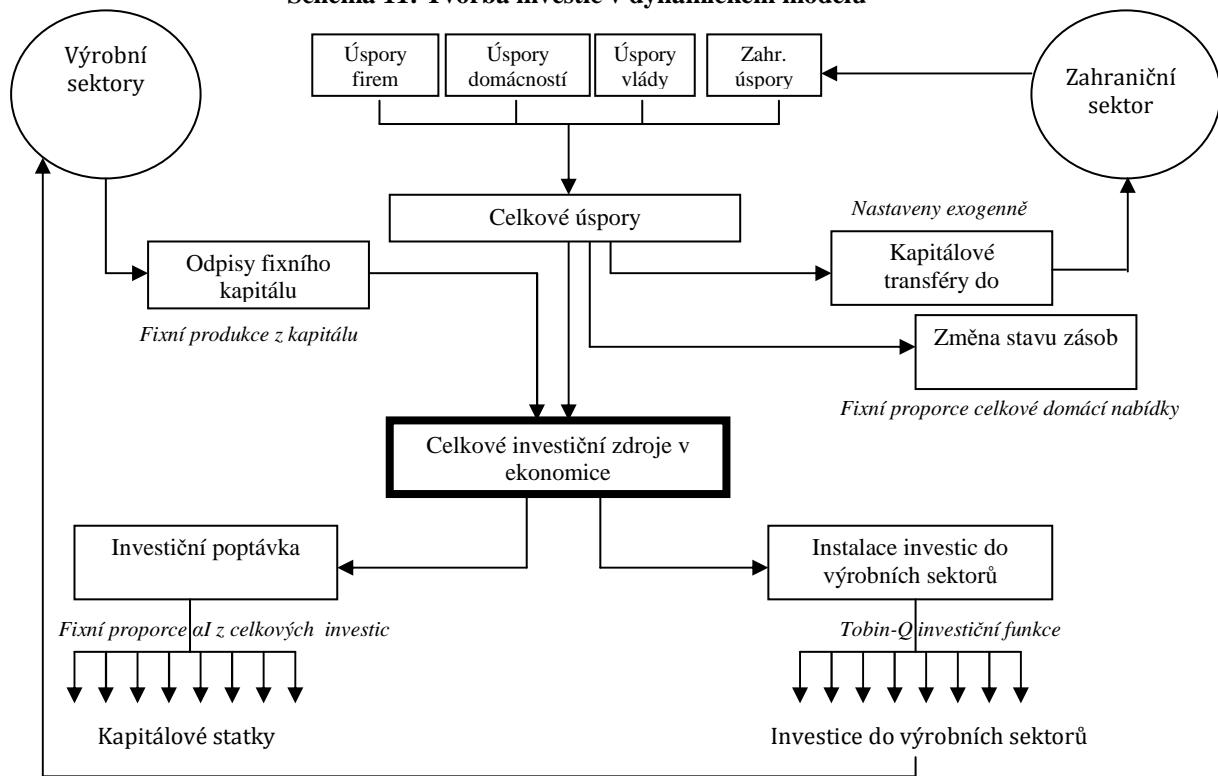 Schéma 11: Tvorba investic v dynamickém modelu
Výrobní
sektory
Úspory
firem
Úspory
domácností
Úspory
vlády
Zahr.
úspory
Zahraniční
sektor
Celkové úspory
Nastaveny exogenně
Odpisy fixního
kapitálu
Kapitálové
transféry do
Fixní produkce z kapitálu
Změna stavu zásob
Fixní proporce celkové domácí nabídky
Celkové investiční zdroje v
ekonomice
Investiční poptávka
Instalace investic do
výrobních sektorů
Fixní proporce αI z celkových investic
Tobin-Q investiční funkce
Kapitálové statky
Investice do výrobních sektorů